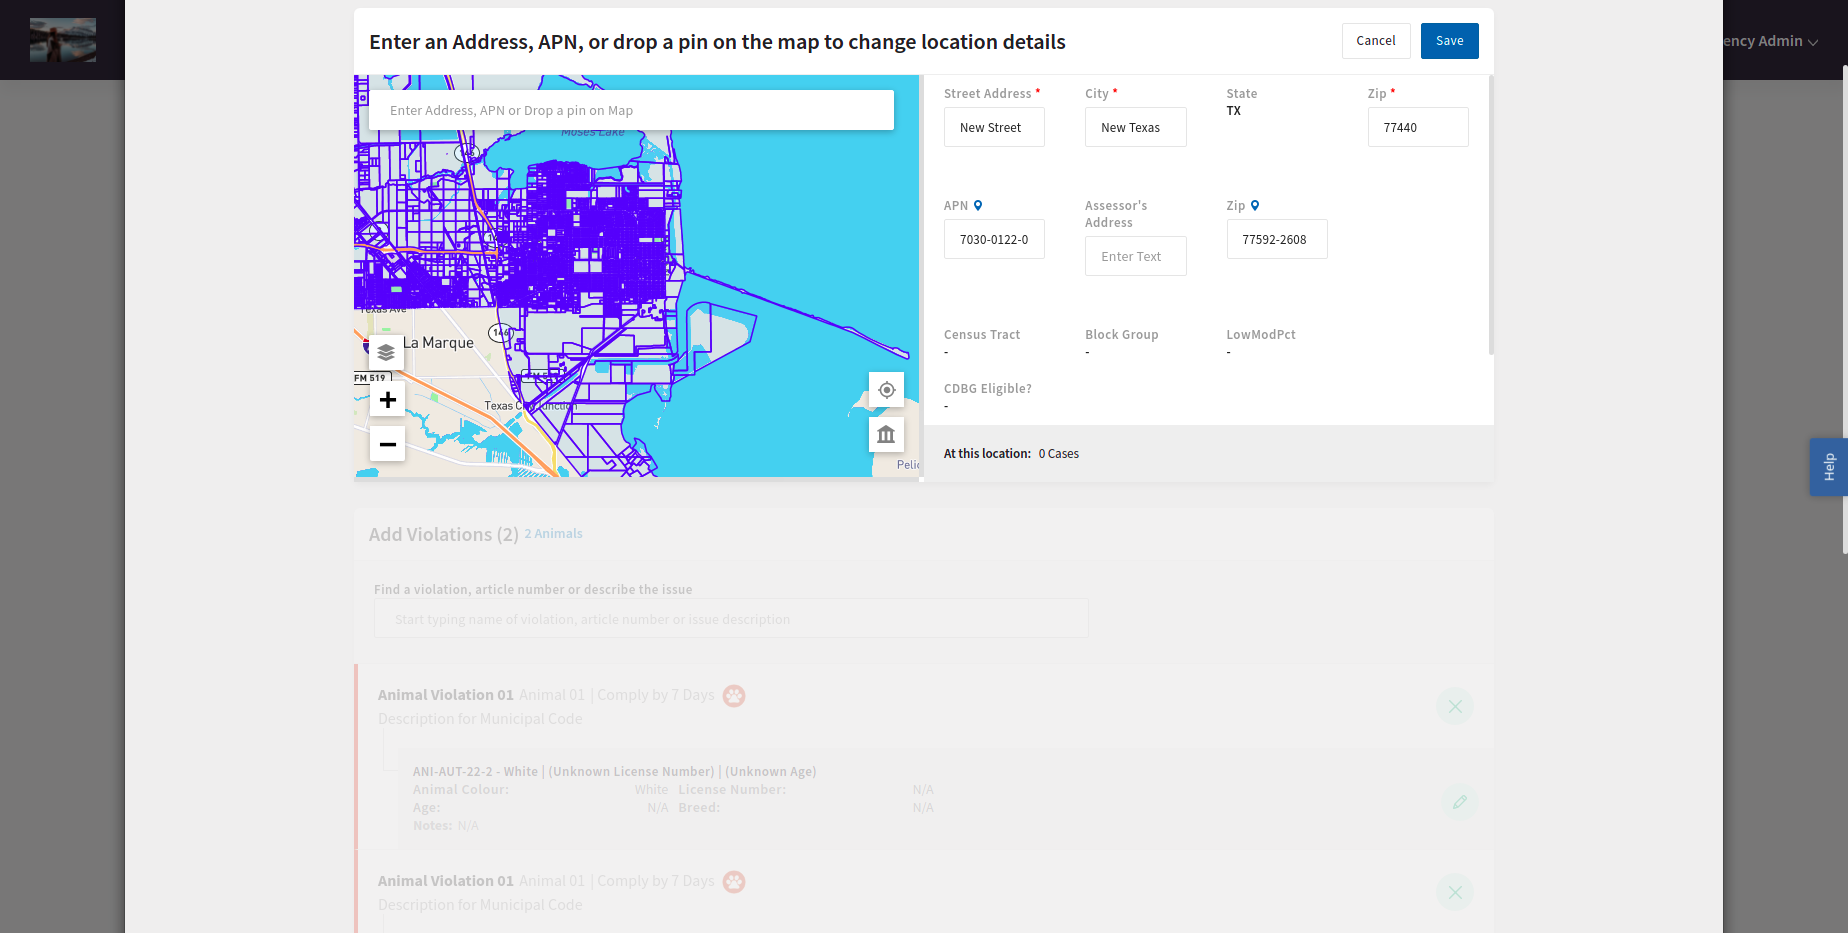 ency Admin
Enter an Address, APN, or drop a pin on the map to change location details
Cancel
Save
Enter Address, APN or Drop a pin on Map
Moses Lake
146
Texas Ave
La Marque
146
FM 519
Texas City Junction
Pelic
Street Address *
New Street
City *
New Texas
State
TX
Zip *
77440
APN
7030-0122-0
Assessor's
Address
Enter Text
Zip
77592-2608
Census Tract
-
Block Group
-
LowModPct
-
CDBG Eligible?
-
At this location: 0 Cases
Help
Add Violations (2) 2 Animals
Find a violation, article number or describe the issue
Start typing name of violation, article number or issue description
Animal Violation 01 Animal 01 | Comply by 7 Days
Description for Municipal Code
ANI-AUT-22-2 - White | (Unknown License Number) | (Unknown Age)
Animal Colour: White License Number: N/A
Age: N/A Breed: N/A
Notes: N/A
Animal Violation 01 Animal 01 | Comply by 7 Days
Description for Municipal Code